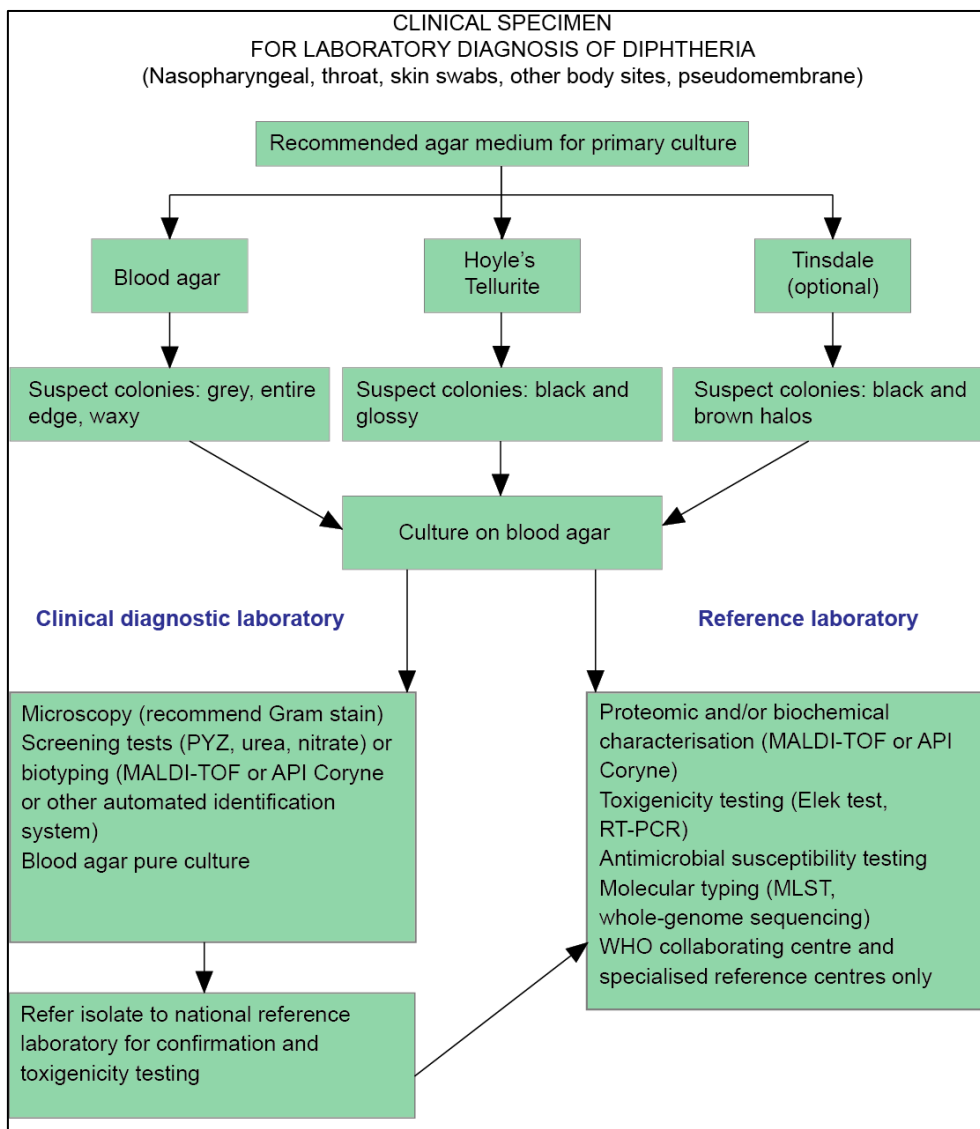 CLINICAL SPECIMEN
FOR LABORATORY DIAGNOSIS OF DIPHTHERIA
(Nasopharyngeal, throat, skin swabs, other body sites, pseudomembrane)
Recommended agar medium for primary culture
Blood agar
Hoyle's
Tellurite
Tinsdale
(optional)
Suspect colonies: grey, entire
edge, waxy
Suspect colonies: black and
glossy
Suspect colonies: black and
brown halos
Culture on blood agar
Clinical diagnostic laboratory
Reference laboratory
Microscopy (recommend Gram stain)
Screening tests (PYZ, urea, nitrate) or
biotyping (MALDI-TOF or API Coryne
or other automated identification
system)
Blood agar pure culture
Proteomic and/or biochemical
characterisation (MALDI-TOF or API
Coryne)
Toxigenicity testing (Elek test,
RT-PCR)
Antimicrobial susceptibility testing
Molecular typing (MLST,
whole-genome sequencing)
WHO collaborating centre and
specialised reference centres only
Refer isolate to national reference
laboratory for confirmation and
toxigenicity testing